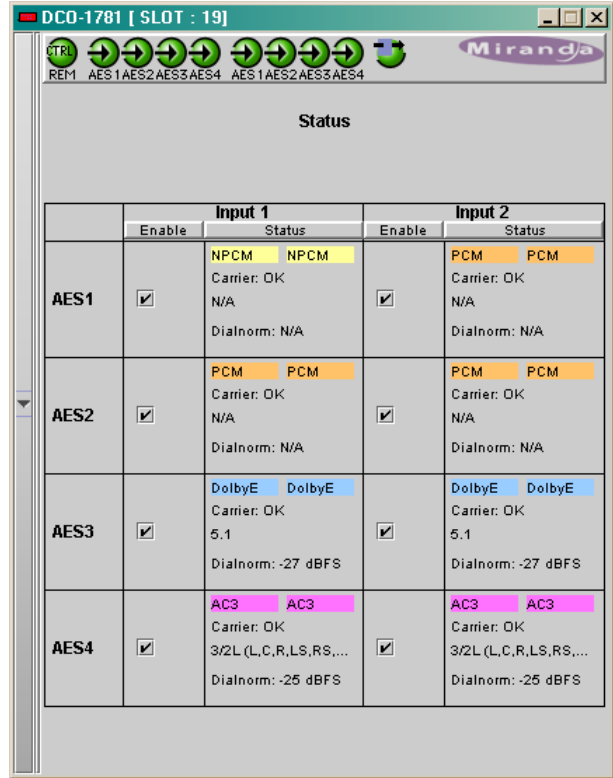 DCO-1781 [ SLOT : 19]
CTRL
Miranda
REM AES1 AES2 AES3 AES4 AES1 AES2 AES3 AES4
Status
Input 1 Input 2
Enable Status Enable Status
AES1
NPCM NPCM
Carrier: OK
N/A
Dialnorm: N/A
PCM PCM
Carrier: OK
N/A
Dialnorm: N/A
AES2
PCM PCM
Carrier: OK
N/A
Dialnorm: N/A
PCM PCM
Carrier: OK
N/A
Dialnorm: N/A
AES3
DolbyE DolbyE
Carrier: OK
5.1
Dialnorm: -27 dBFS
DolbyE DolbyE
Carrier: OK
5.1
Dialnorm: -27 dBFS
AES4
AC3 AC3
Carrier: OK
3/2L (L,C,R,LS,RS,...
Dialnorm: -25 dBFS
AC3 AC3
Carrier: OK
3/2L (L,C,R,LS,RS,...
Dialnorm: -25 dBFS